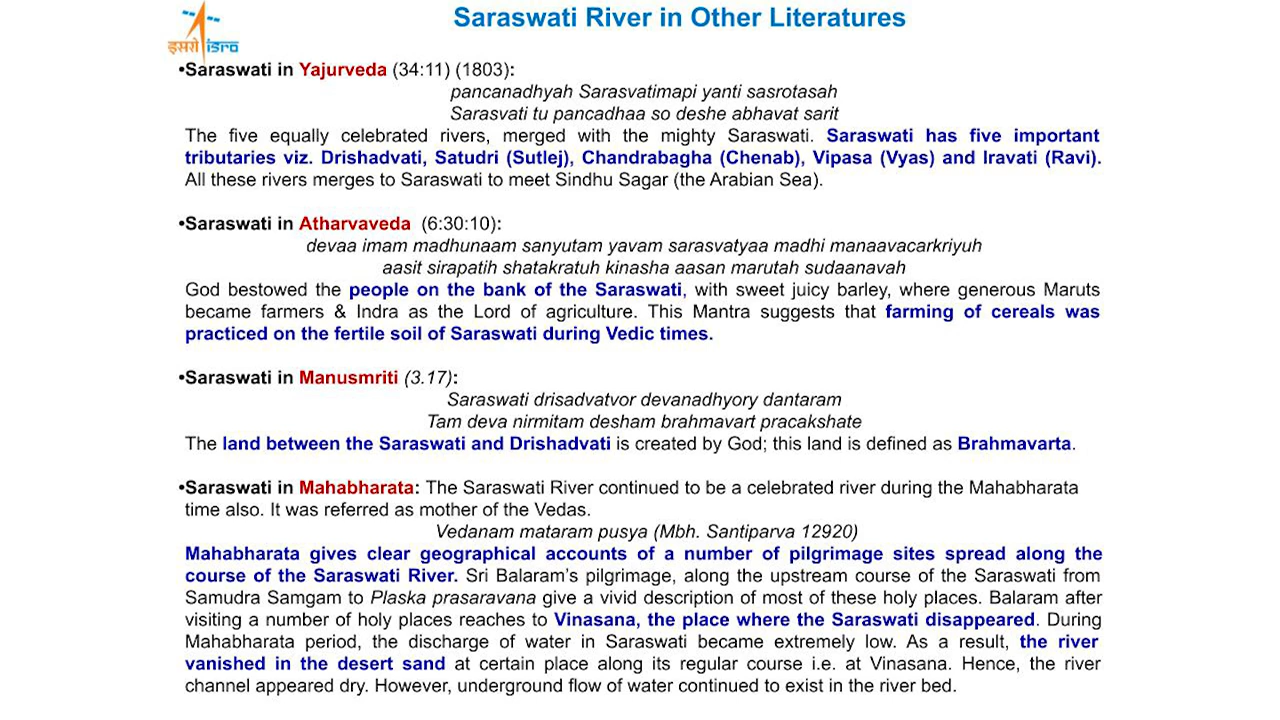 Saraswati River in Other Literatures
इसरो isro
•Saraswati in Yajurveda (34:11) (1803):
pancanadhyah Sarasvatimapi yanti sasrotasah
Sarasvati tu pancadhaa so deshe abhavat sarit
The five equally celebrated rivers, merged with the mighty Saraswati. Saraswati has five important
tributaries viz. Drishadvati, Satudri (Sutlej), Chandrabagha (Chenab), Vipasa (Vyas) and Iravati (Ravi).
All these rivers merges to Saraswati to meet Sindhu Sagar (the Arabian Sea).
•Saraswati in Atharvaveda (6:30:10):
devaa imam madhunaam sanyutam yavam sarasvatyaa madhi manaavacarkriyuh
aasit sirapatih shatakratuh kinasha aasan marutah sudaanavah
God bestowed the people on the bank of the Saraswati, with sweet juicy barley, where generous Maruts
became farmers & Indra as the Lord of agriculture. This Mantra suggests that farming of cereals was
practiced on the fertile soil of Saraswati during Vedic times.
•Saraswati in Manusmriti (3.17):
Saraswati drisadvatvor devanadhyory dantaram
Tam deva nirmitam desham brahmavart pracakshate
The land between the Saraswati and Drishadvati is created by God; this land is defined as Brahmavarta.
•Saraswati in Mahabharata: The Saraswati River continued to be a celebrated river during the Mahabharata
time also. It was referred as mother of the Vedas.
Vedanam mataram pusya (Mbh. Santiparva 12920)
Mahabharata gives clear geographical accounts of a number of pilgrimage sites spread along the
course of the Saraswati River. Sri Balaram's pilgrimage, along the upstream course of the Saraswati from
Samudra Samgam to Plaska prasaravana give a vivid description of most of these holy places. Balaram after
visiting a number of holy places reaches to Vinasana, the place where the Saraswati disappeared. During
Mahabharata period, the discharge of water in Saraswati became extremely low. As a result, the river
vanished in the desert sand at certain place along its regular course i.e. at Vinasana. Hence, the river
channel appeared dry. However, underground flow of water continued to exist in the river bed.